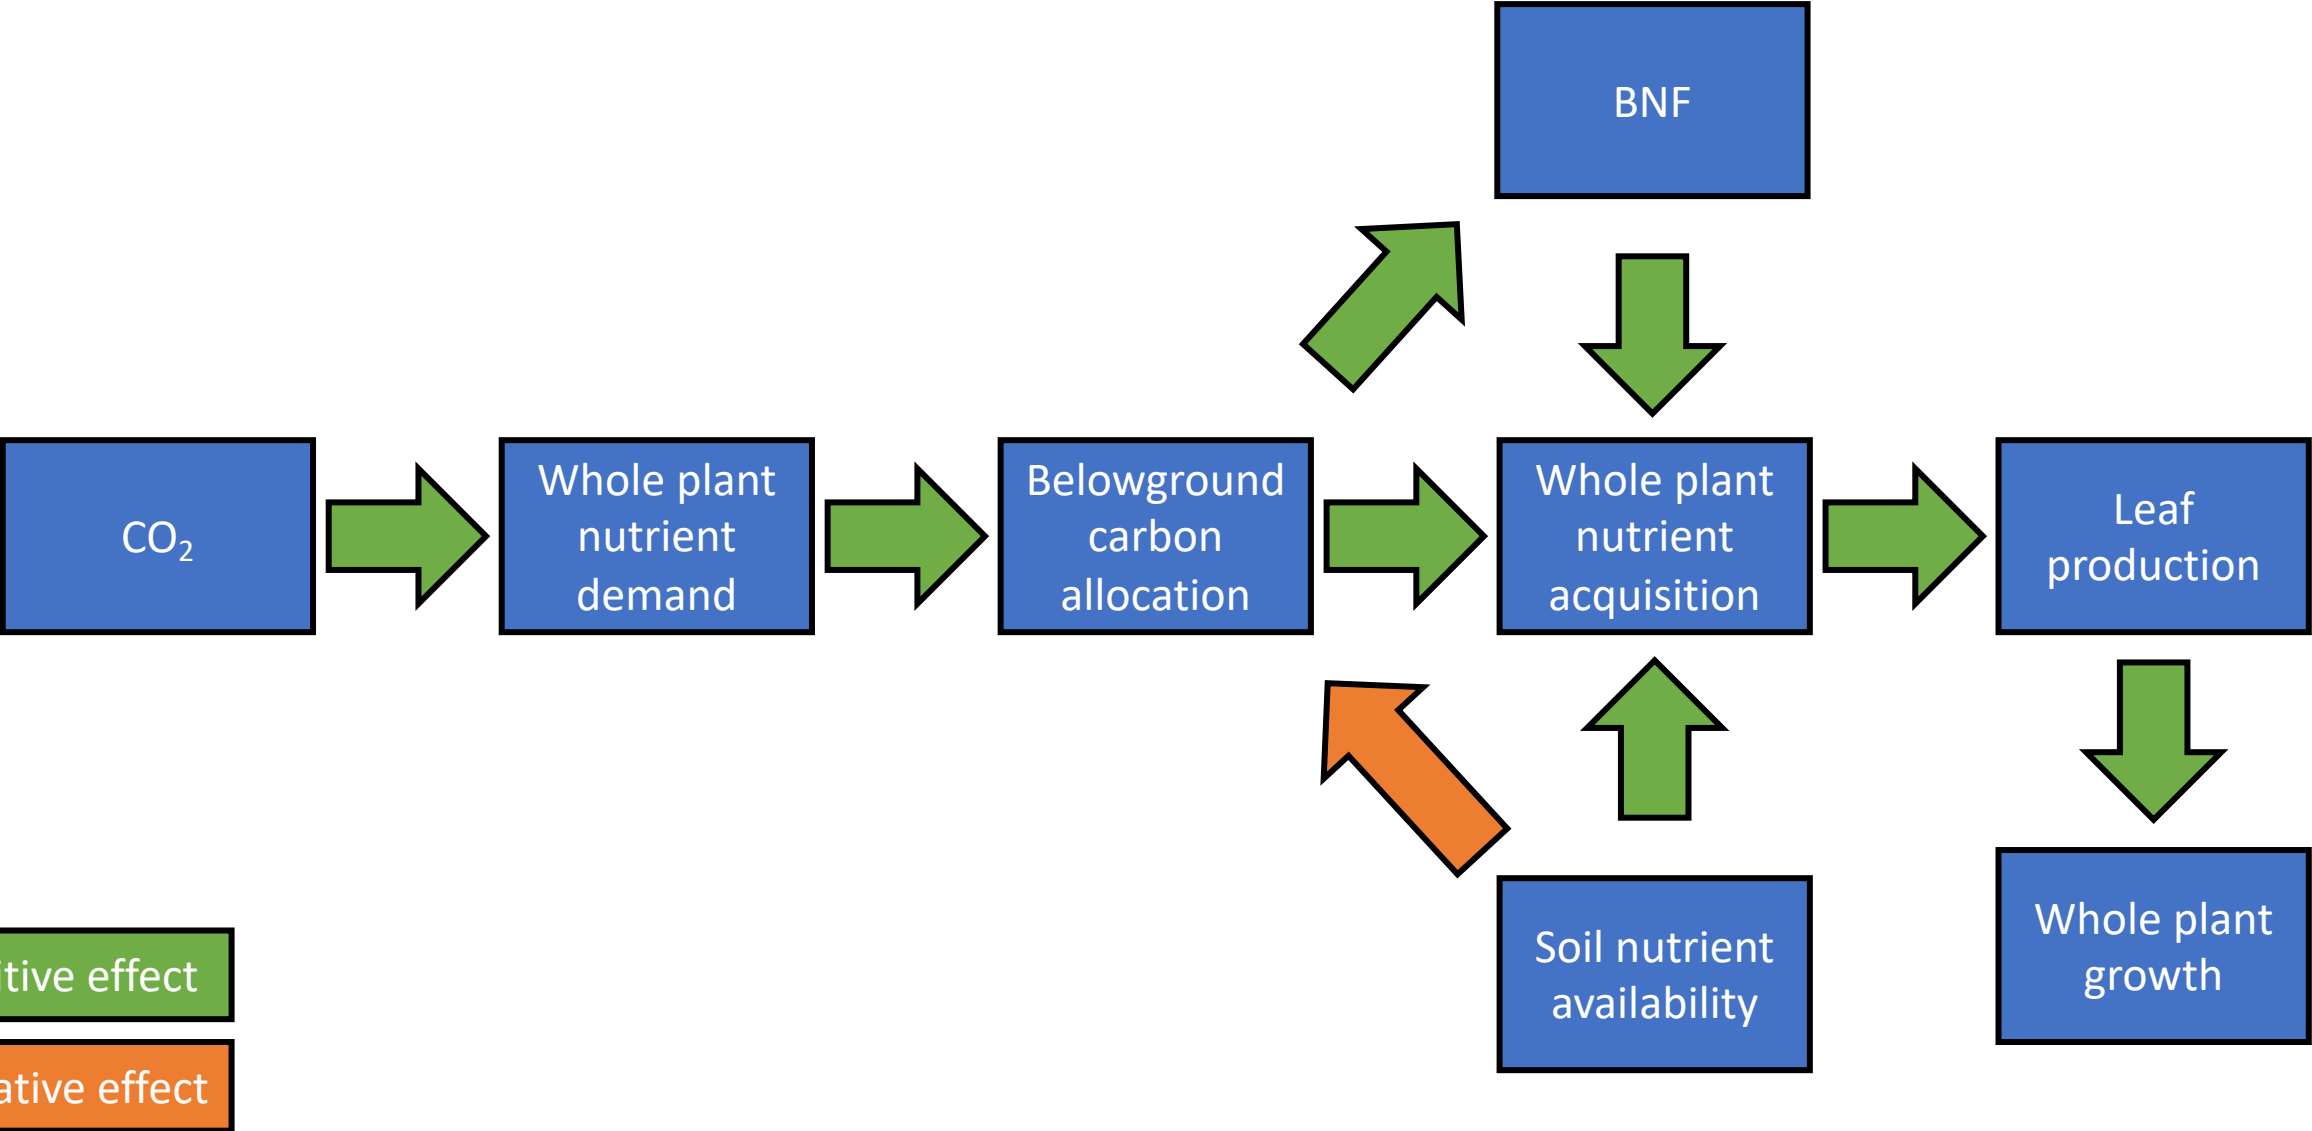 BNF
CO₂
Whole plant
nutrient
demand
Belowground
carbon
allocation
Whole plant
nutrient
acquisition
Leaf
production
Soil nutrient
availability
Whole plant
growth
itive effect
ative effect